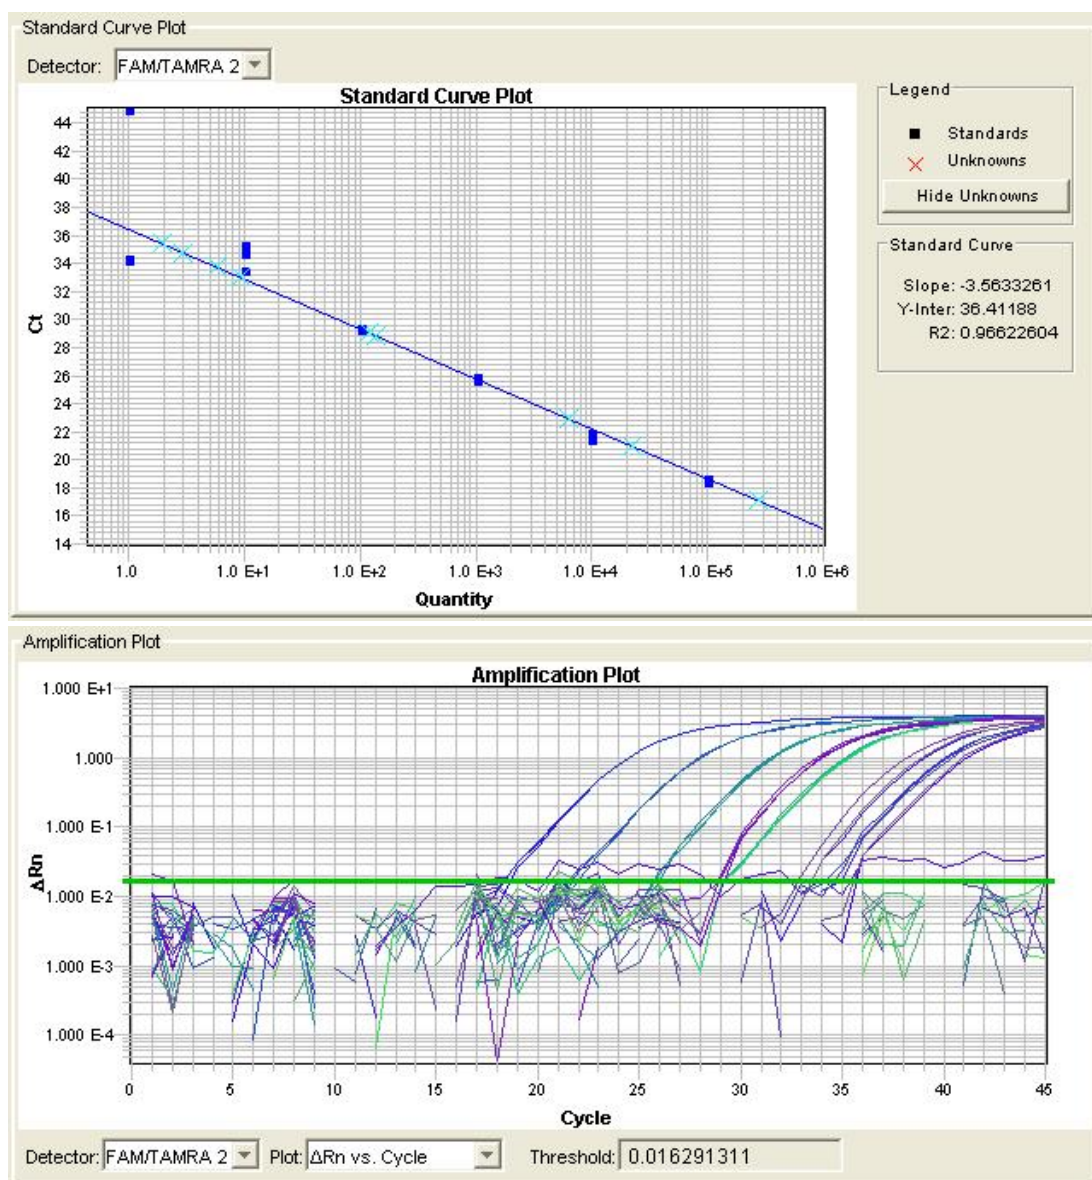 Standard Curve Plot
Detector: FAM/TAMRA 2
Standard Curve Plot
44
42
40
38
36
34
32
30
28
26
24
22
20
18
16
14
Ct
1.0 1.0 E+1 1.0 E+2 1.0 E+3 1.0 E+4 1.0 E+5 1.0 E+6
Quantity
Legend
Standards
Unknowns
Hide Unknowns
Standard Curve
Slope: -3.5633261
Y-Inter: 36.41188
R2: 0.96622604
Amplification Plot
Amplification Plot
1.000 E+1
1.000
1.000 E-1
1.000 E-2
1.000 E-3
1.000 E-4
ΔRn
0 5 10 15 20 25 30 35 40 45
Cycle
Detector: FAM/TAMRA 2 Plot: ΔRn vs. Cycle Threshold: 0.016291311